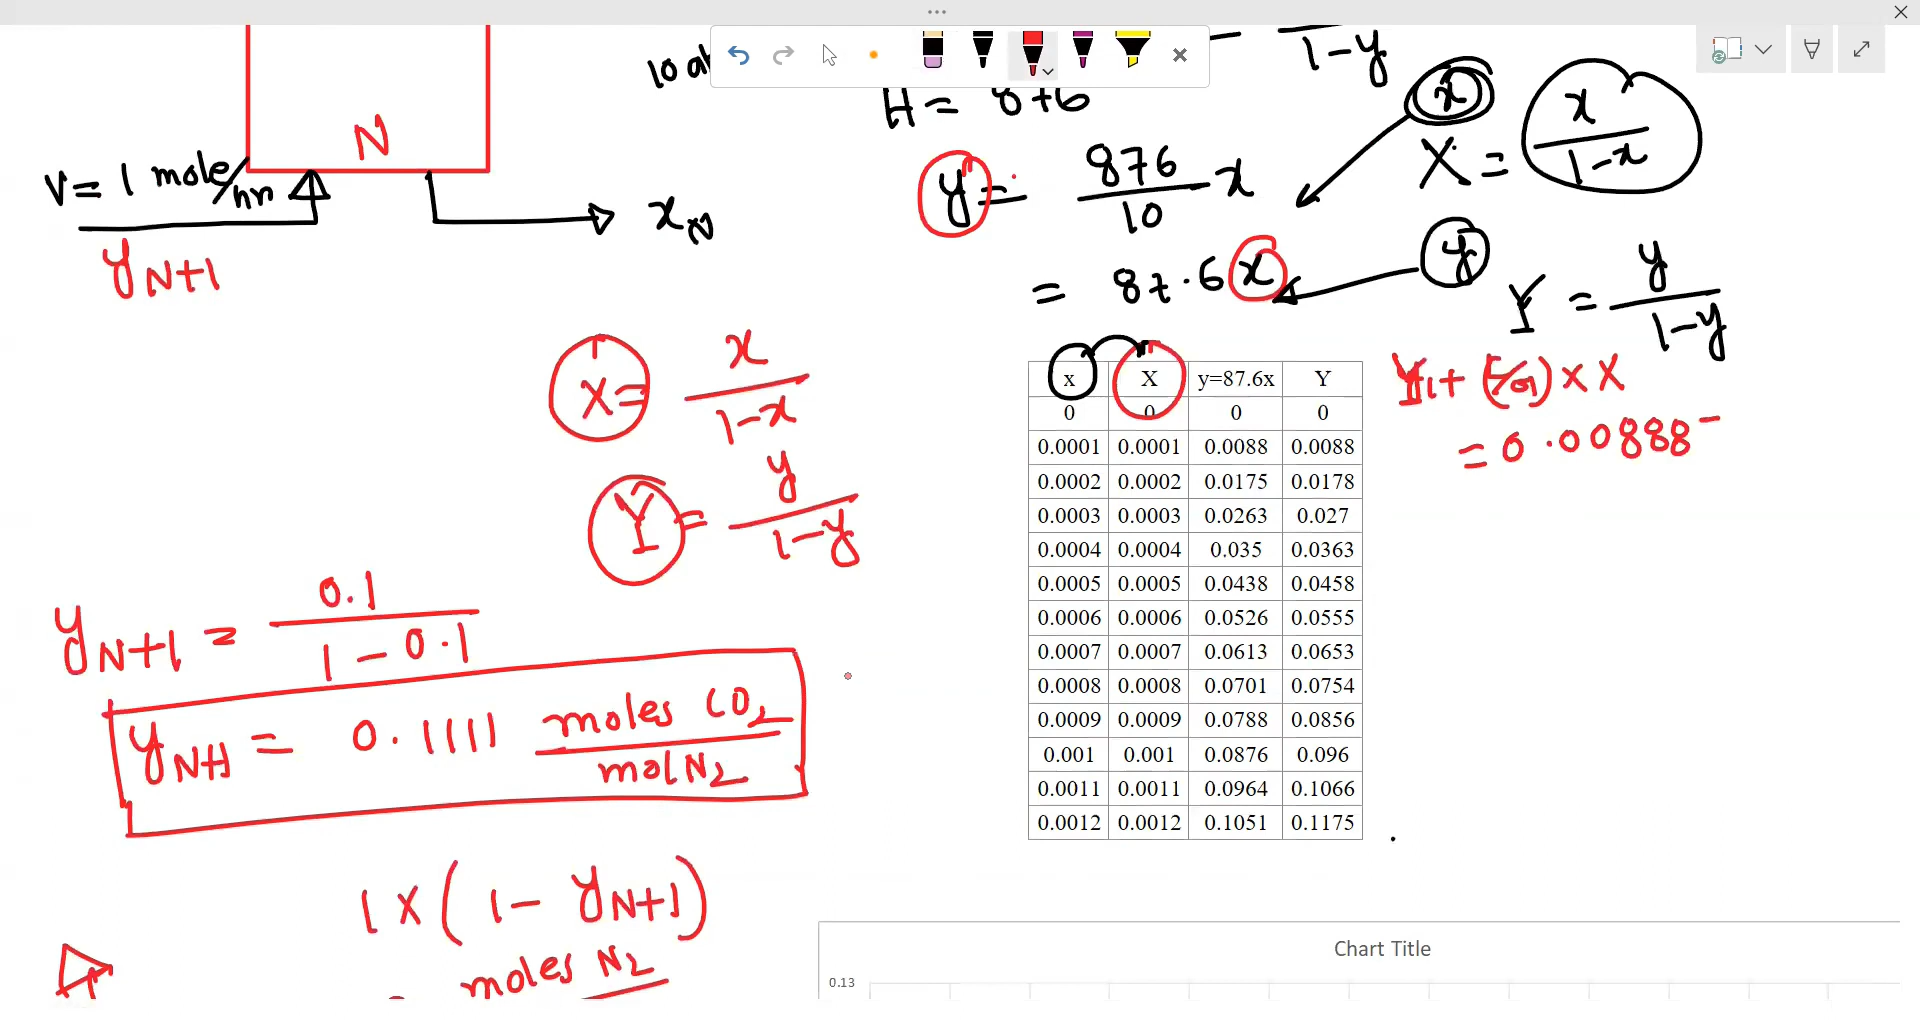 10 at
1-y
H = 876
x
X = x
1-x
N
V = 1 mole/hr
y = 876 x
10
xN
y
yN+1
= 87.6 x
Y = y
1-y
X = x
1-x
x X y=87.6x Y
0 0 0 0
0.0001 0.0001 0.0088 0.0088
0.0002 0.0002 0.0175 0.0178
0.0003 0.0003 0.0263 0.027
0.0004 0.0004 0.035 0.0363
0.0005 0.0005 0.0438 0.0458
0.0006 0.0006 0.0526 0.0555
0.0007 0.0007 0.0613 0.0653
0.0008 0.0008 0.0701 0.0754
0.0009 0.0009 0.0788 0.0856
0.001 0.001 0.0876 0.096
0.0011 0.0011 0.0964 0.1066
0.0012 0.0012 0.1051 0.1175
Y1 + (L/G) x X
= 0.00888
Y = y
1-y
yN+1 = 0.1
1 - 0.1
yN+1 = 0.1111 moles CO2
mol N2
1 x (1 - yN+1)
moles N2
Chart Title
0.13